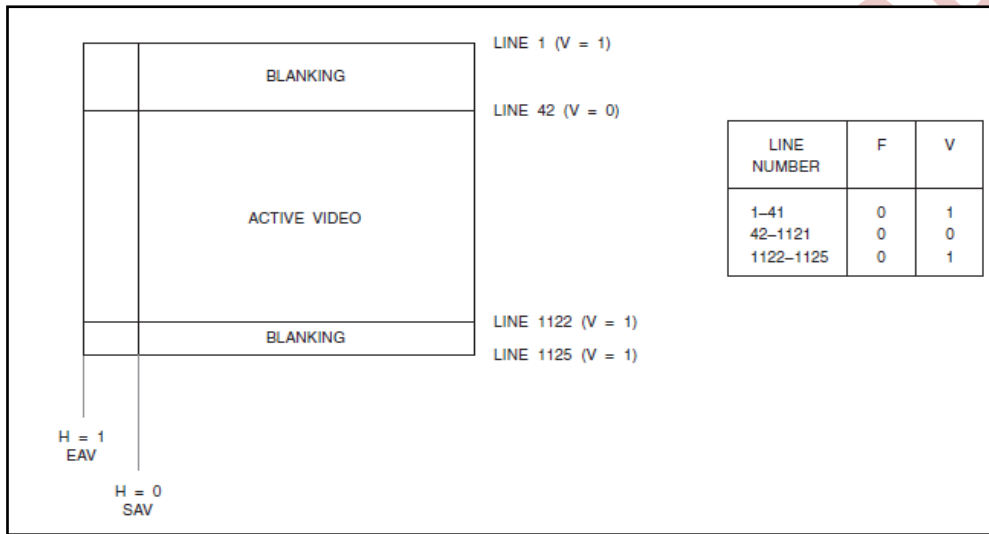 LINE 1 (V = 1)
BLANKING
LINE 42 (V = 0)
LINE NUMBER F V
1–41 0 1
42–1121 0 0
1122–1125 0 1
ACTIVE VIDEO
LINE 1122 (V = 1)
BLANKING
LINE 1125 (V = 1)
H = 1
EAV
H = 0
SAV